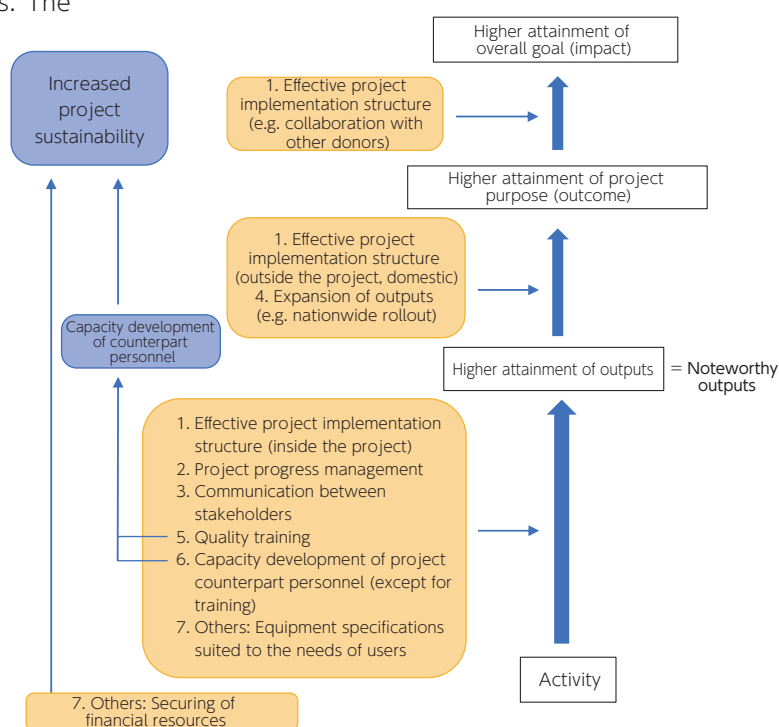 s. The
Higher attainment of
overall goal (impact)
Increased
project
sustainability
1. Effective project
implementation structure
(e.g. collaboration with
other donors)
Higher attainment of project
purpose (outcome)
1. Effective project
implementation structure
(outside the project, domestic)
4. Expansion of outputs
(e.g. nationwide rollout)
Capacity development
of counterpart
personnel
Higher attainment of outputs
= Noteworthy
outputs
1. Effective project implementation
structure (inside the project)
2. Project progress management
3. Communication between
stakeholders
5. Quality training
6. Capacity development of project
counterpart personnel (except for
training)
7. Others: Equipment specifications
suited to the needs of users
Activity
7. Others: Securing of
financial resources